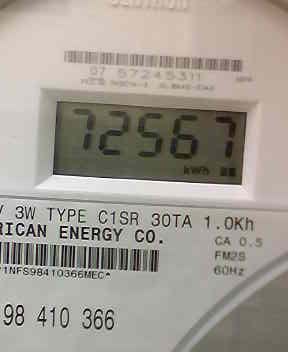 07 57245311
72567
kWh
V 3W TYPE C1SR 30TA 1.0Kh
RICAN ENERGY CO.
CA 0.5
FM2S
60Hz
1NFS98410366MEC*
98 410 366